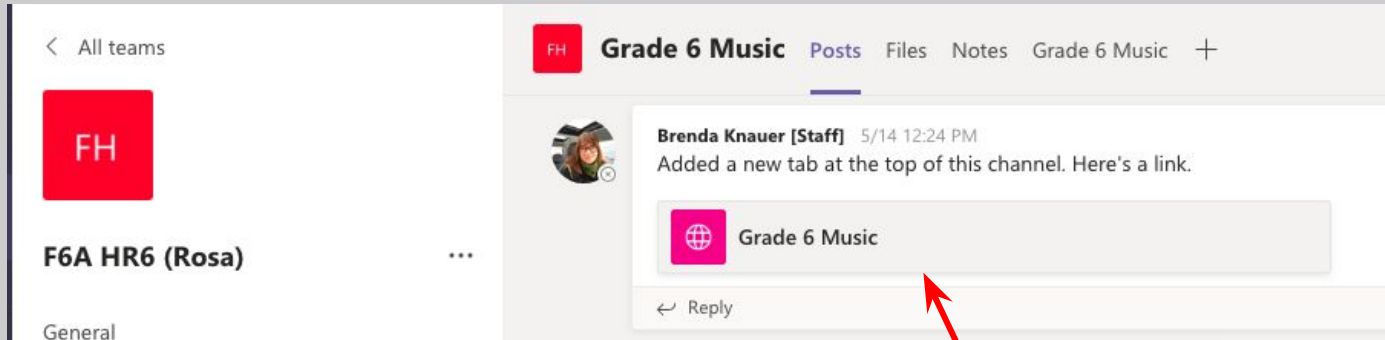 All teams
FH
F6A HR6 (Rosa)
...
General
FH Grade 6 Music Posts Files Notes Grade 6 Music +
Brenda Knauer [Staff] 5/14 12:24 PM
Added a new tab at the top of this channel. Here's a link.
Grade 6 Music
Reply